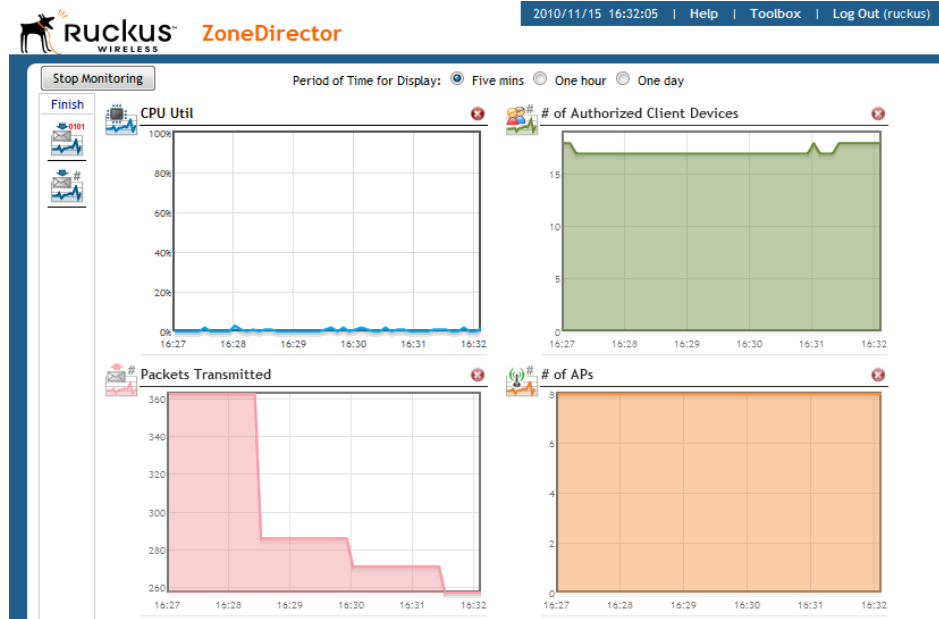 2010/11/15 16:32:05 | Help | Toolbox | Log Out (ruckus)
RUCKUS™
WIRELESS
ZoneDirector
Stop Monitoring
Period of Time for Display: Five mins One hour One day
Finish
0101
#
CPU Util
100%
80%
60%
40%
20%
0%
16:27 16:28 16:29 16:30 16:31 16:32
#
# of Authorized Client Devices
15
10
5
0
16:27 16:28 16:29 16:30 16:31 16:32
#
Packets Transmitted
360
340
320
300
280
260
16:27 16:28 16:29 16:30 16:31 16:32
#
# of APs
8
6
4
2
0
16:27 16:28 16:29 16:30 16:31 16:32